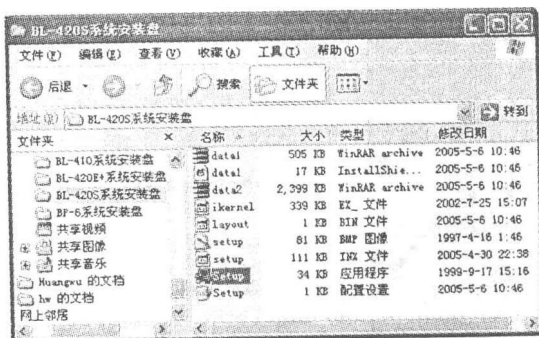 BL-420S系统安装盘
文件(F) 编辑(E) 查看(V) 收藏(A) 工具(T) 帮助(H)
后退 搜索 文件夹
地址(D) BL-420S系统安装盘 转到
文件夹 × 名称 大小 类型 修改日期
BL-410系统安装盘
BL-420E+系统安装盘
BL-420S系统安装盘
BP-6系统安装盘
共享视频
共享图像
共享音乐
Huangwu 的文档
hw 的文档
网上邻居
data1 505 KB WinRAR archive 2005-5-6 10:46
data1 17 KB InstallShie... 2005-5-6 10:46
data2 2,399 KB WinRAR archive 2005-5-6 10:46
ikernel 339 KB EX_ 文件 2002-7-25 15:07
layout 1 KB BIN 文件 2005-5-6 10:46
setup 61 KB BMP 图像 1997-4-16 1:46
setup 111 KB INX 文件 2005-4-30 22:38
Setup 34 KB 应用程序 1999-9-17 15:16
Setup 1 KB 配置设置 2005-5-6 10:46